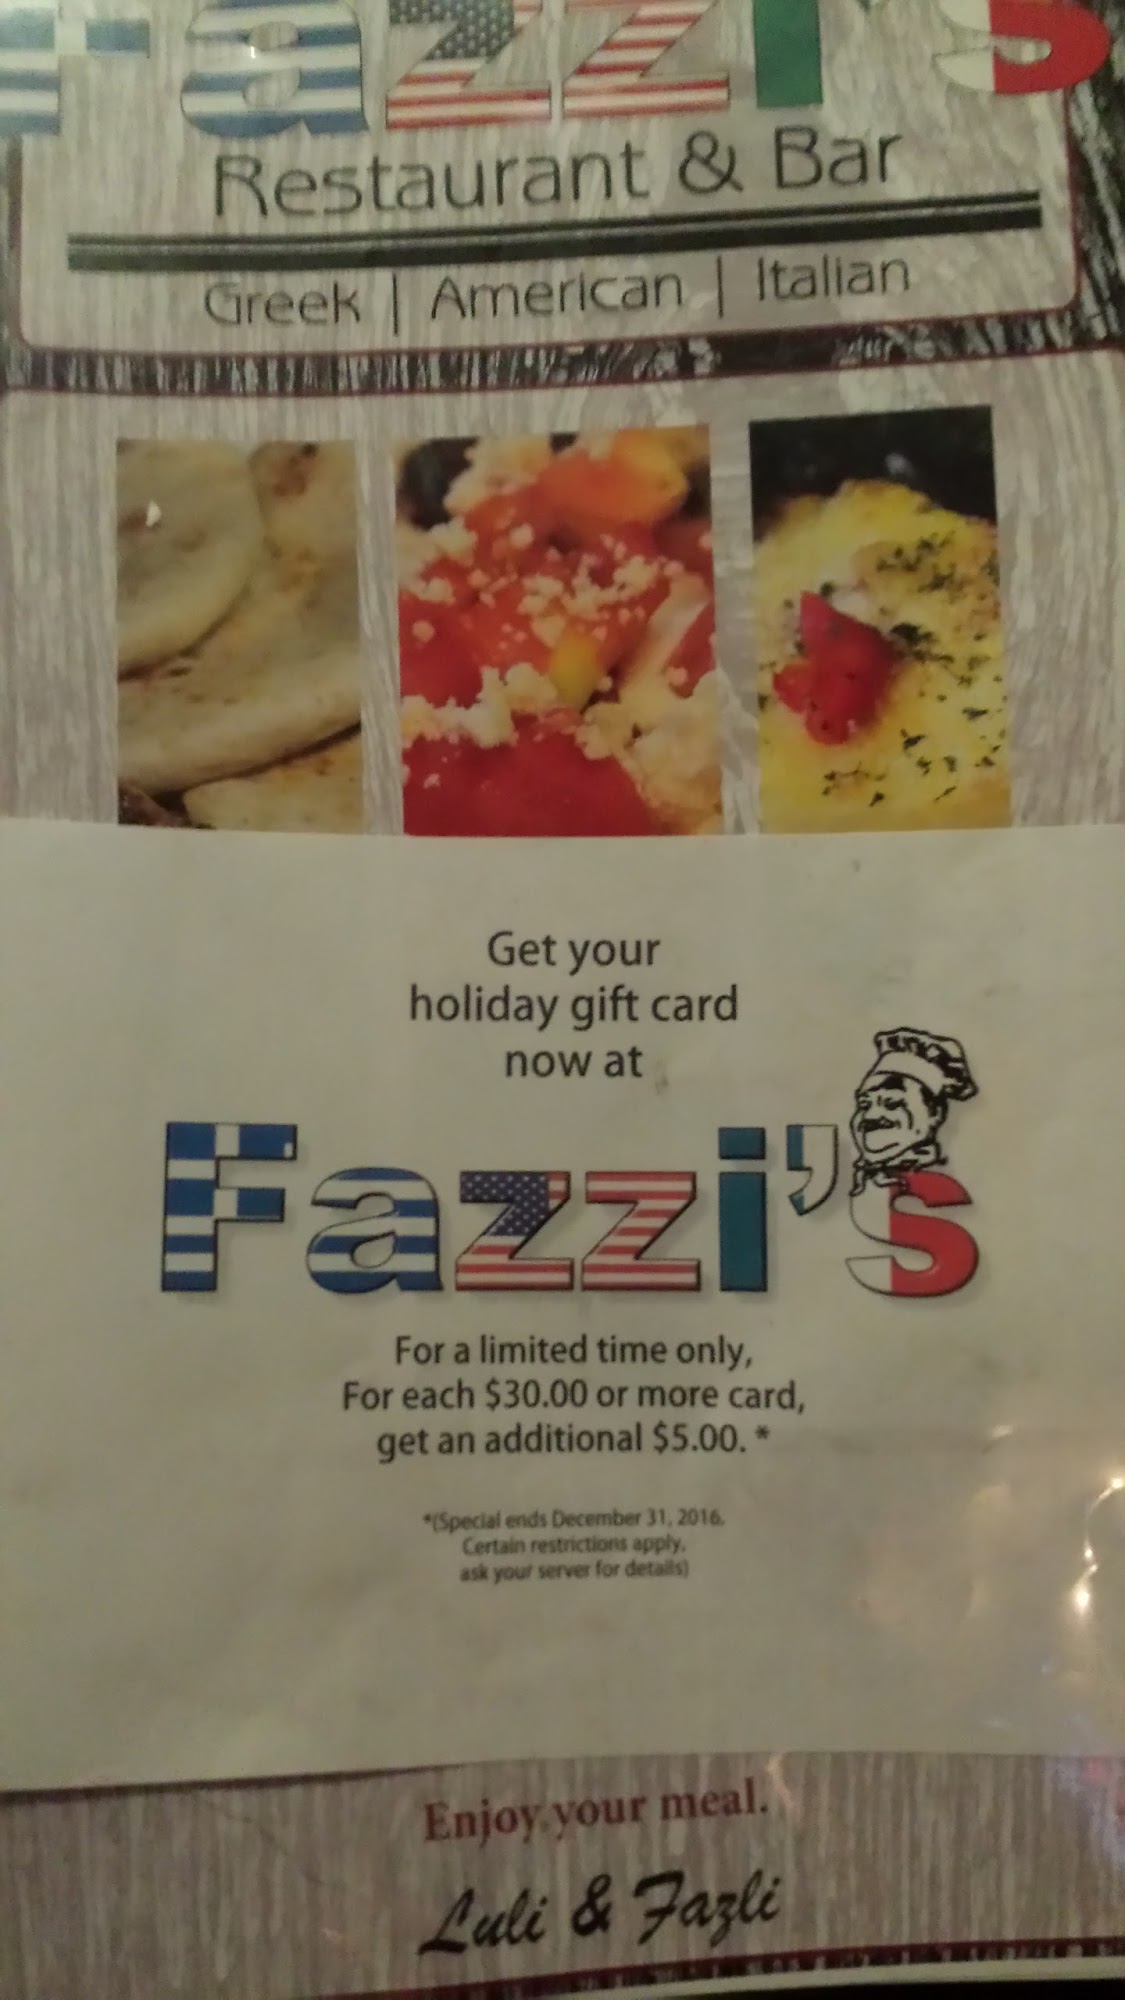 Fazzi's
Restaurant & Bar
Greek | American | Italian
Get your
holiday gift card
now at
Fazzi's
For a limited time only,
For each $30.00 or more card,
get an additional $5.00. *
*(Special ends December 31, 2016.
Certain restrictions apply,
ask your server for details)
Enjoy your meal.
Luli & Fazli